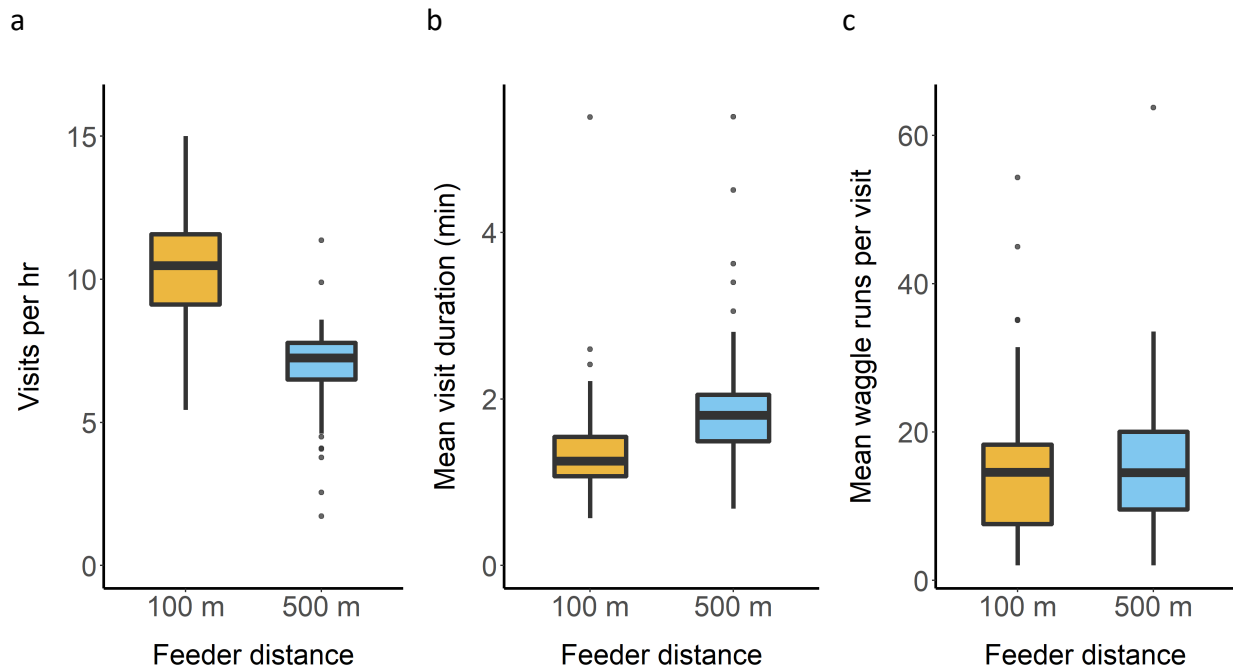 a
b
c
Visits per hr
15
10
5
0
100 m
500 m
Feeder distance
Mean visit duration (min)
4
2
0
100 m
500 m
Feeder distance
Mean waggle runs per visit
60
40
20
0
100 m
500 m
Feeder distance